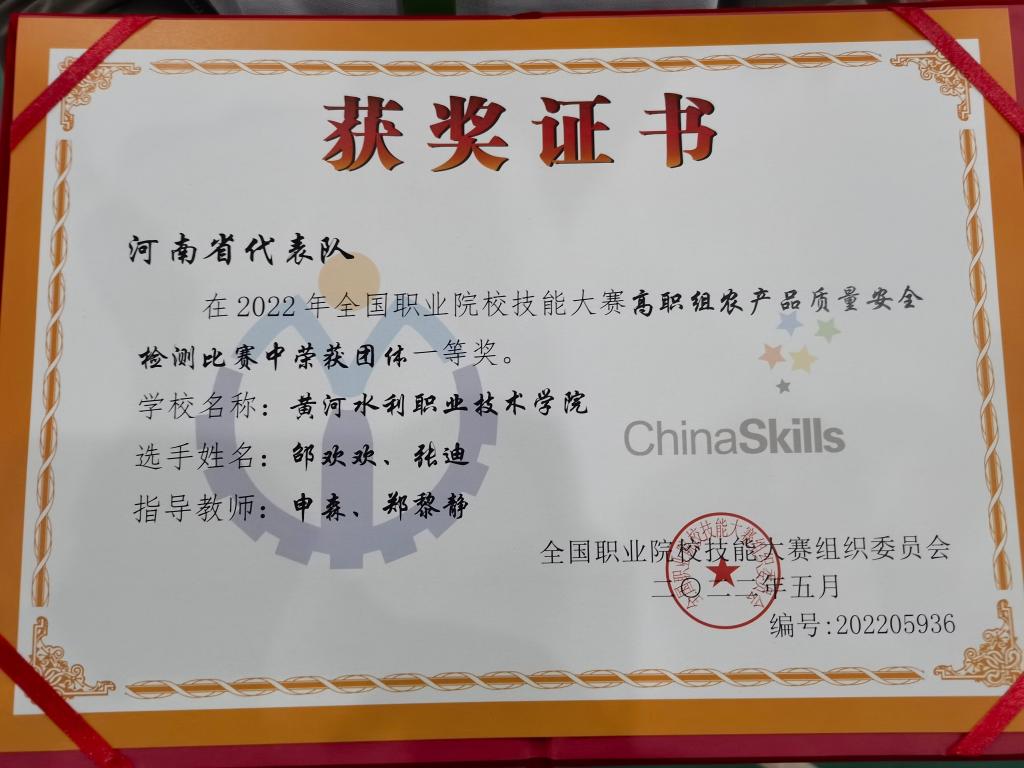 获奖证书
河南省代表队
在2022年全国职业院校技能大赛高职组农产品质量安全
检测比赛中荣获团体一等奖。
学校名称：黄河水利职业技术学院
ChinaSkills
选手姓名：邰欢欢、张迪
指导教师：申森、郑黎静
全国职业院校技能大赛组织委员会
二〇二二年五月
编号:202205936